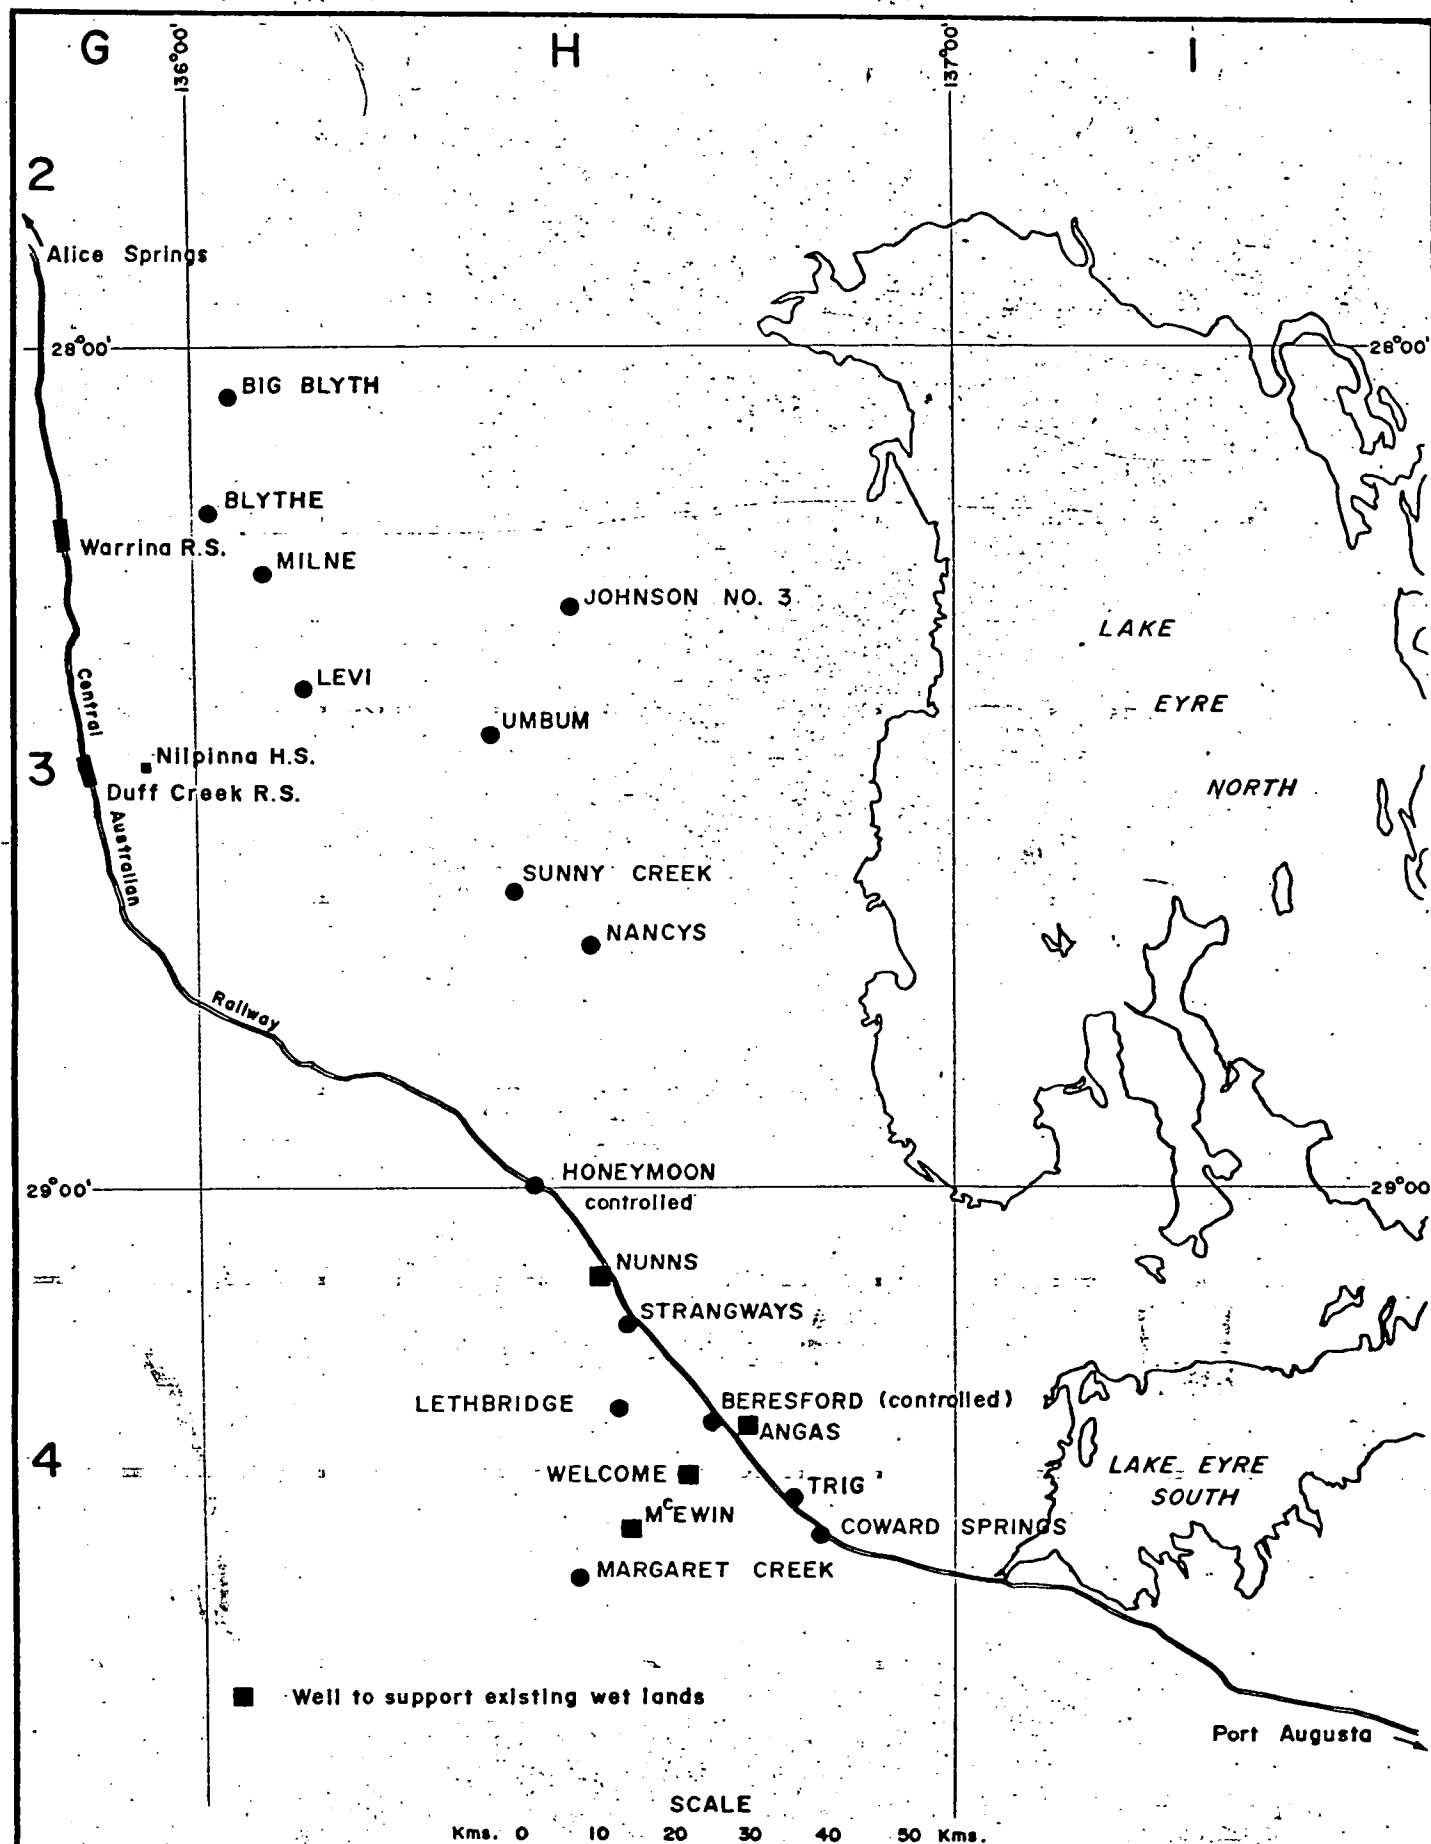 G H I
136°00' 137°00'
2
Alice Springs
28°00' 28°00'
BIG BLYTH
BLYTHE
Warrina R.S.
MILNE
JOHNSON NO. 3
LAKE
EYRE
NORTH
LEVI
UMBUM
Central
Australian
Railway
3
Nilpinna H.S.
Duff Creek R.S.
SUNNY CREEK
NANCYS
HONEYMOON
controlled
29°00' 29°00
NUNNS
STRANGWAYS
LETHBRIDGE
BERESFORD (controlled)
ANGAS
4
WELCOME
TRIG
LAKE EYRE
SOUTH
McEWIN
COWARD SPRINGS
MARGARET CREEK
Well to support existing wet lands
Port Augusta
SCALE
Kms. 0 10 20 30 40 50 Kms.